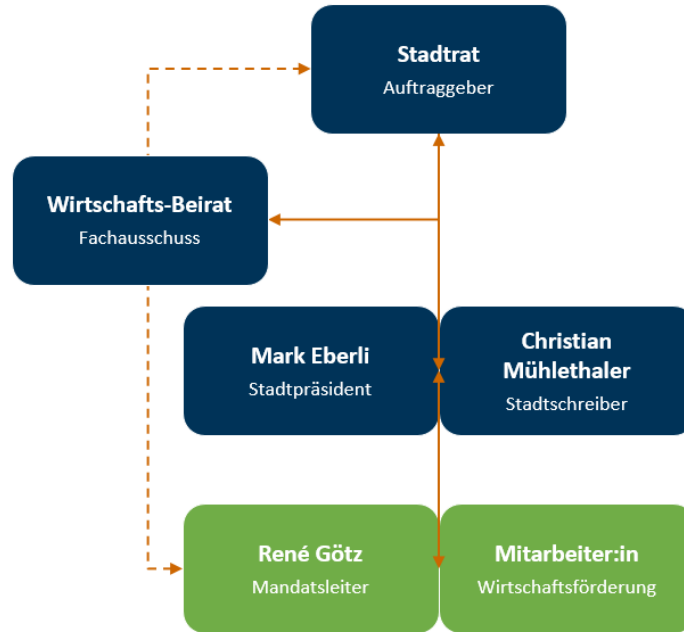 Stadtrat
Auftraggeber
Wirtschafts-Beirat
Fachausschuss
Mark Eberli
Stadtpräsident
Christian
Mühlethaler
Stadtschreiber
René Götz
Mandatsleiter
Mitarbeiter:in
Wirtschaftsförderung